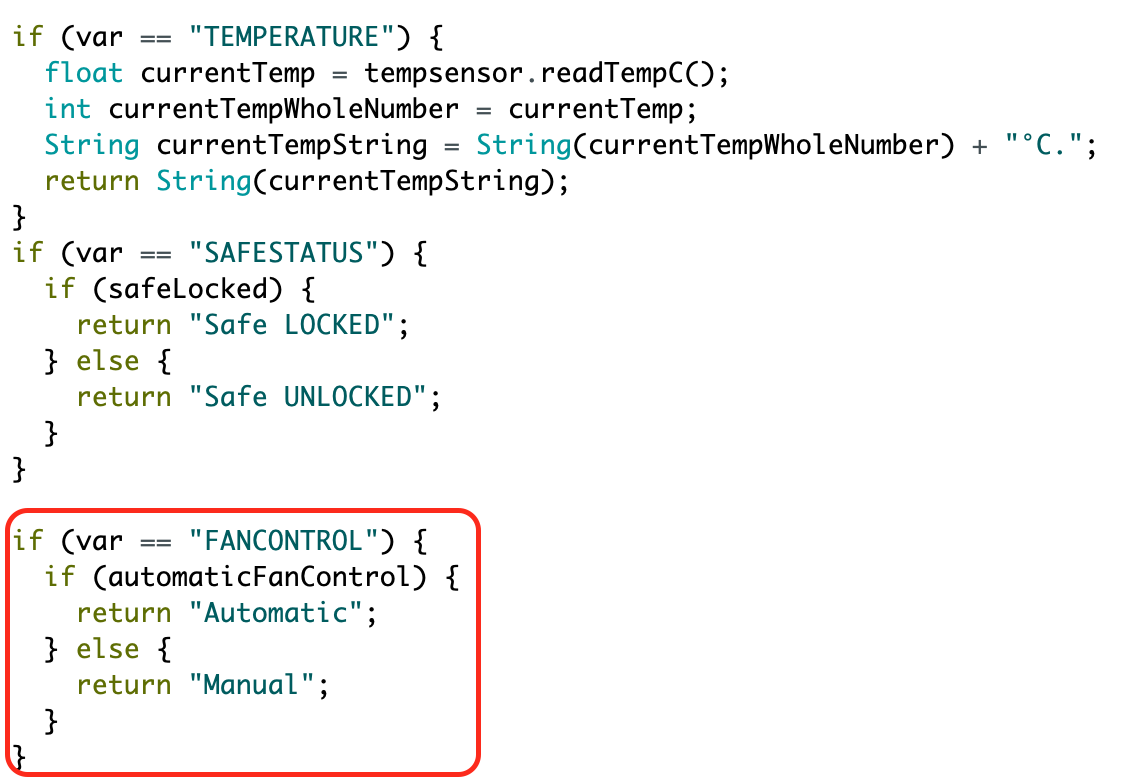 if (var == "TEMPERATURE") {
  float currentTemp = tempsensor.readTempC();
  int currentTempWholeNumber = currentTemp;
  String currentTempString = String(currentTempWholeNumber) + "°C.";
  return String(currentTempString);
}
if (var == "SAFESTATUS") {
  if (safeLocked) {
    return "Safe LOCKED";
  } else {
    return "Safe UNLOCKED";
  }
}

if (var == "FANCONTROL") {
  if (automaticFanControl) {
    return "Automatic";
  } else {
    return "Manual";
  }
}